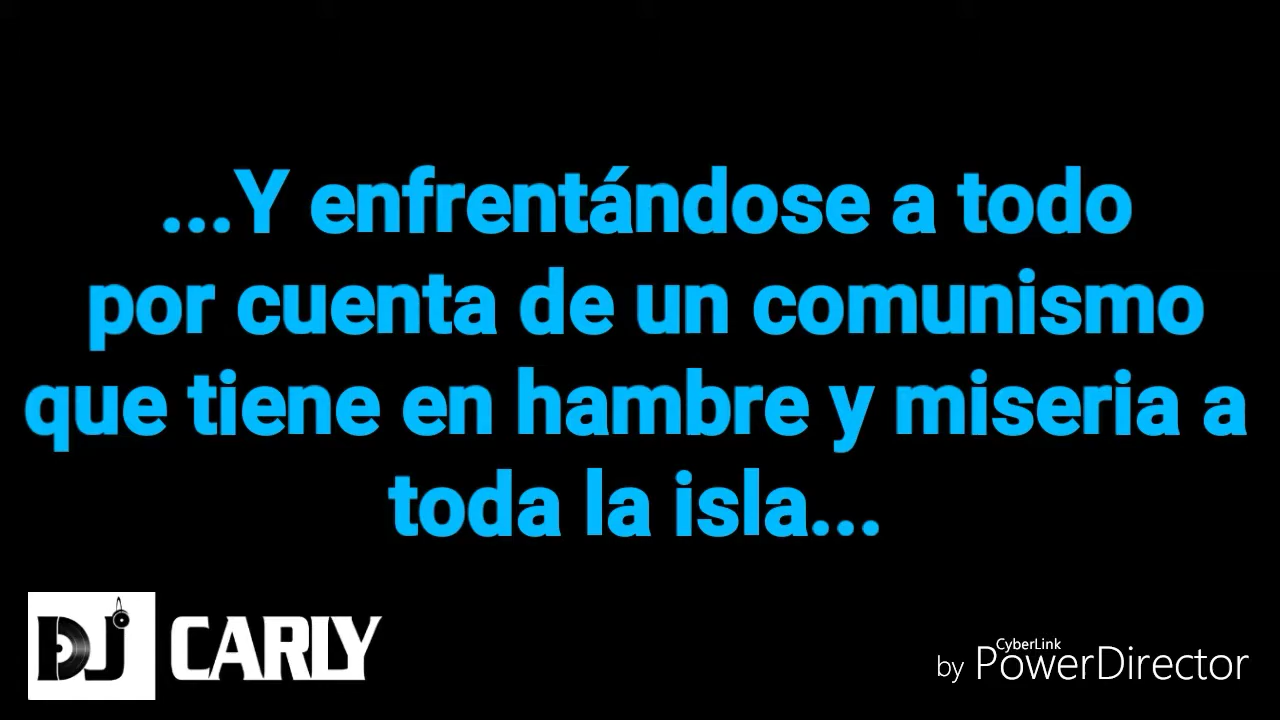 ...Y enfrentándose a todo
por cuenta de un comunismo
que tiene en hambre y miseria a
toda la isla...
DJ CARLY
CyberLink
by PowerDirector